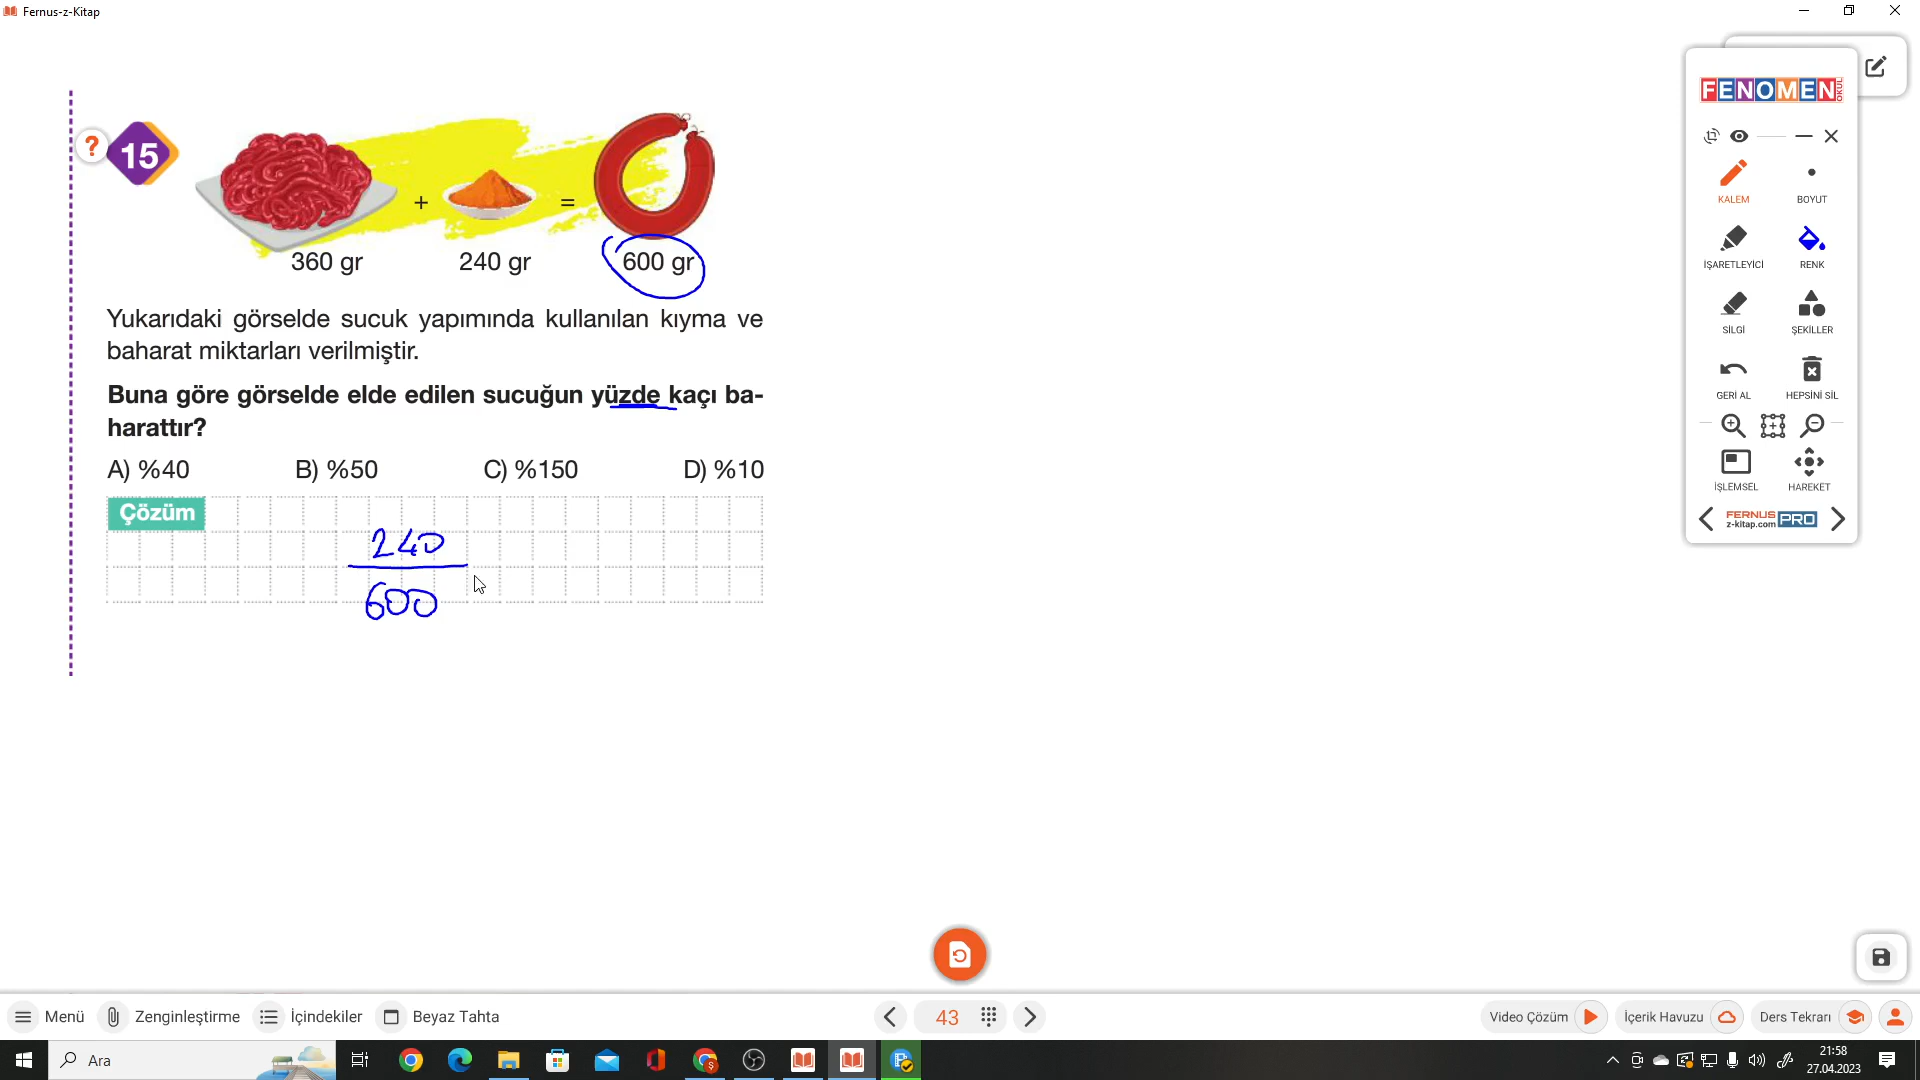 Fernus-z-Kitap
FENOMEN OKUL
KALEM
BOYUT
İŞARETLEYİCİ
RENK
SİLGİ
ŞEKİLLER
GERİ AL
HEPSİNİ SİL
İŞLEMSEL
HAREKET
FERNUS
z-kitap.com PRO
? 15
+ =
360 gr 240 gr 600 gr
Yukarıdaki görselde sucuk yapımında kullanılan kıyma ve
baharat miktarları verilmiştir.
Buna göre görselde elde edilen sucuğun yüzde kaçı ba-
harattır?
A) %40 B) %50 C) %150 D) %10
Çözüm
240
600
Menü Zenginleştirme İçindekiler Beyaz Tahta 43 Video Çözüm İçerik Havuzu Ders Tekrarı
Ara
21:58
27.04.2023